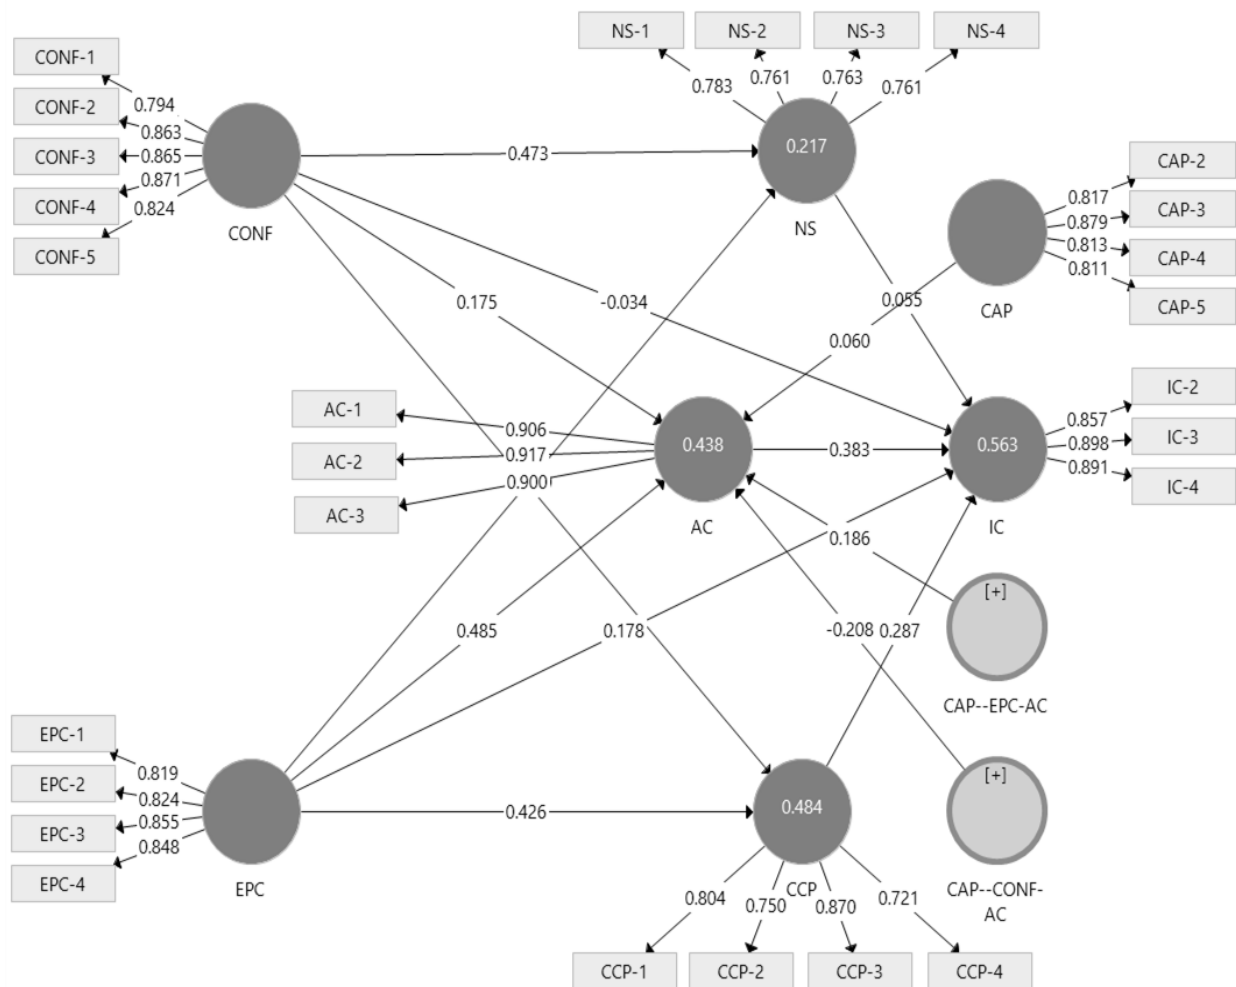 NS-1
NS-2
NS-3
NS-4
CONF-1
CONF-2
CONF-3
CONF-4
CONF-5
0.794
0.863
0.865
0.871
0.824
CONF
0.783
0.761
0.763
0.761
0.217
NS
0.473
CAP-2
CAP-3
CAP-4
CAP-5
0.817
0.879
0.813
0.811
CAP
0.175
-0.034
0.055
0.060
AC-1
AC-2
AC-3
0.906
0.917
0.900
0.438
AC
0.383
0.563
IC
0.857
0.898
0.891
IC-2
IC-3
IC-4
0.186
[+]
CAP--EPC-AC
0.485
0.178
-0.208
0.287
EPC-1
EPC-2
EPC-3
EPC-4
0.819
0.824
0.855
0.848
EPC
0.426
0.484
CCP
[+]
CAP--CONF-
AC
0.804
0.750
0.870
0.721
CCP-1
CCP-2
CCP-3
CCP-4